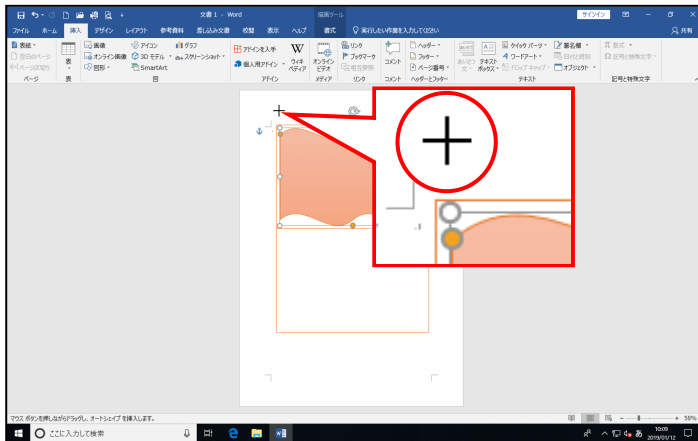 文書 1 - Word
描画ツール
サインイン
ファイル ホーム 挿入 デザイン レイアウト 参考資料 差し込み文書 校閲 表示 ヘルプ 書式 実行したい作業を入力してください 共有
表紙
空白のページ
ページ区切り
ページ
表
表
画像
オンライン画像
図形
アイコン
3D モデル
SmartArt
グラフ
スクリーンショット
図
アドインを入手
個人用アドイン
アドイン
ウィキペディア
オンライン ビデオ
メディア
リンク
ブックマーク
相互参照
リンク
コメント
コメント
ヘッダー
フッター
ページ番号
ヘッダーとフッター
あいさつ文
テキスト ボックス
クイック パーツ
ワードアート
ドロップ キャップ
署名欄
日付と時刻
オブジェクト
テキスト
数式
記号と特殊文字
記号と特殊文字
マウス ボタンを押しながらドラッグし、オートシェイプを挿入します。
58%
ここに入力して検索
あ
10:09
2019/01/12